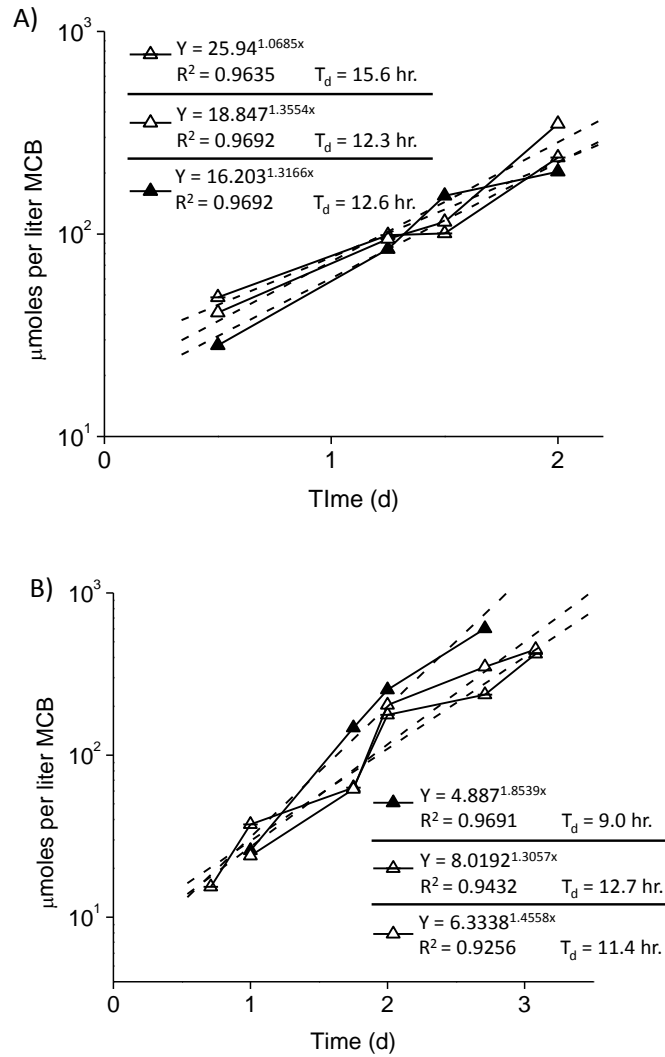 A)
10³
Y = 25.94^1.0685x
R² = 0.9635 T_d = 15.6 hr.
Y = 18.847^1.3554x
R² = 0.9692 T_d = 12.3 hr.
Y = 16.203^1.3166x
R² = 0.9692 T_d = 12.6 hr.
10²
10¹
μmoles per liter MCB
0 1 2
TIme (d)
B)
10³
10²
10¹
μmoles per liter MCB
Y = 4.887^1.8539x
R² = 0.9691 T_d = 9.0 hr.
Y = 8.0192^1.3057x
R² = 0.9432 T_d = 12.7 hr.
Y = 6.3338^1.4558x
R² = 0.9256 T_d = 11.4 hr.
0 1 2 3
Time (d)